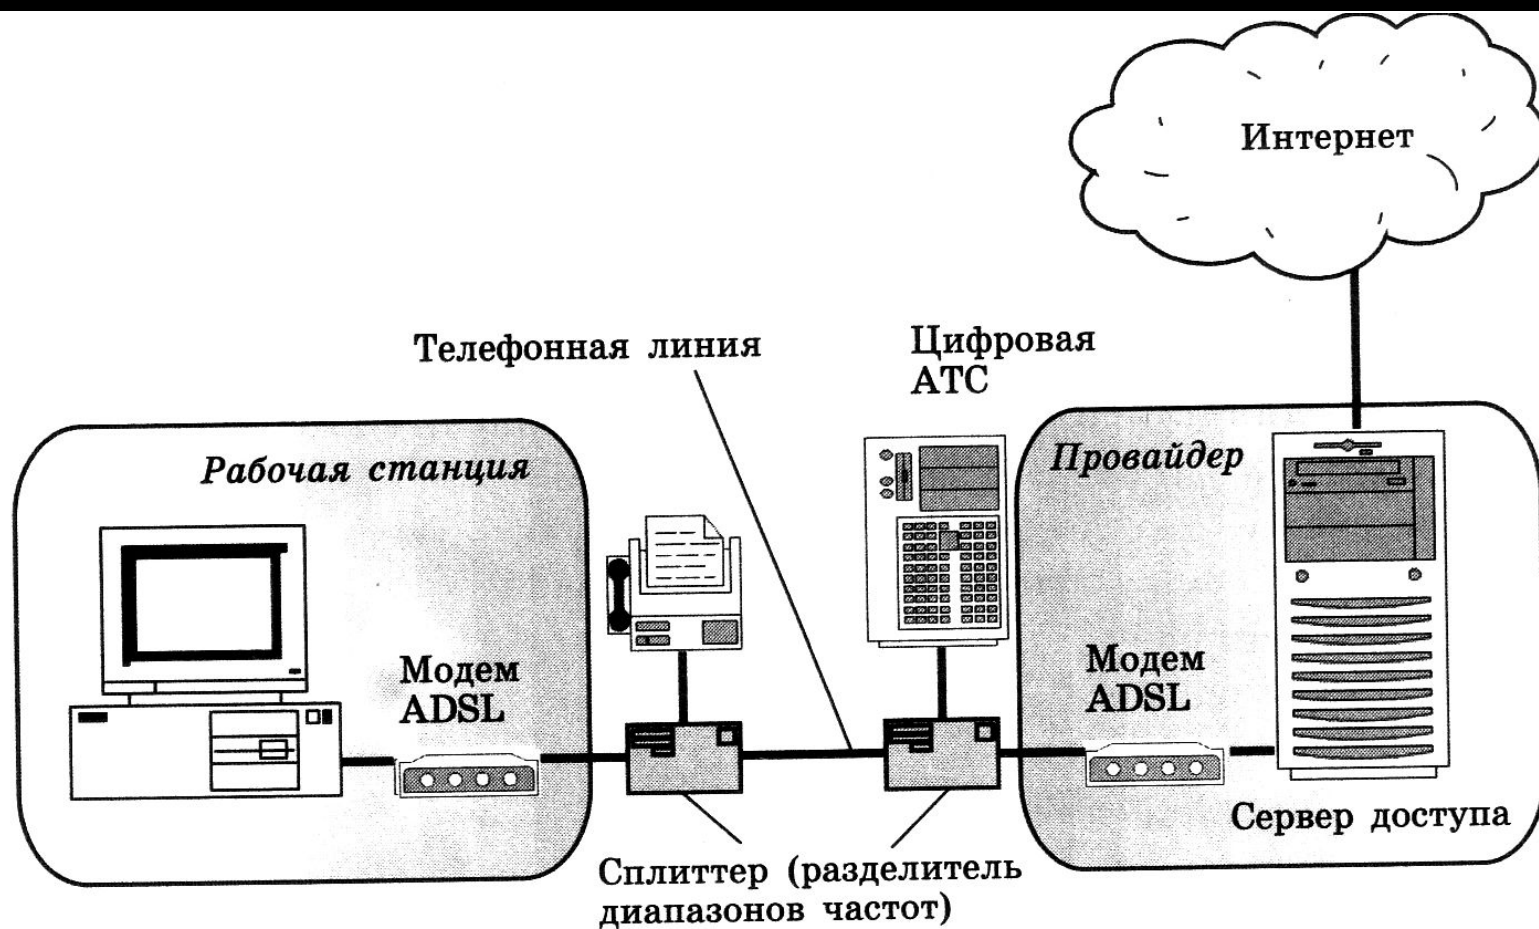 Интернет
Телефонная линия
Цифровая
АТС
Рабочая станция
Провайдер
Модем
ADSL
Модем
ADSL
Сервер доступа
Сплиттер (разделитель
диапазонов частот)